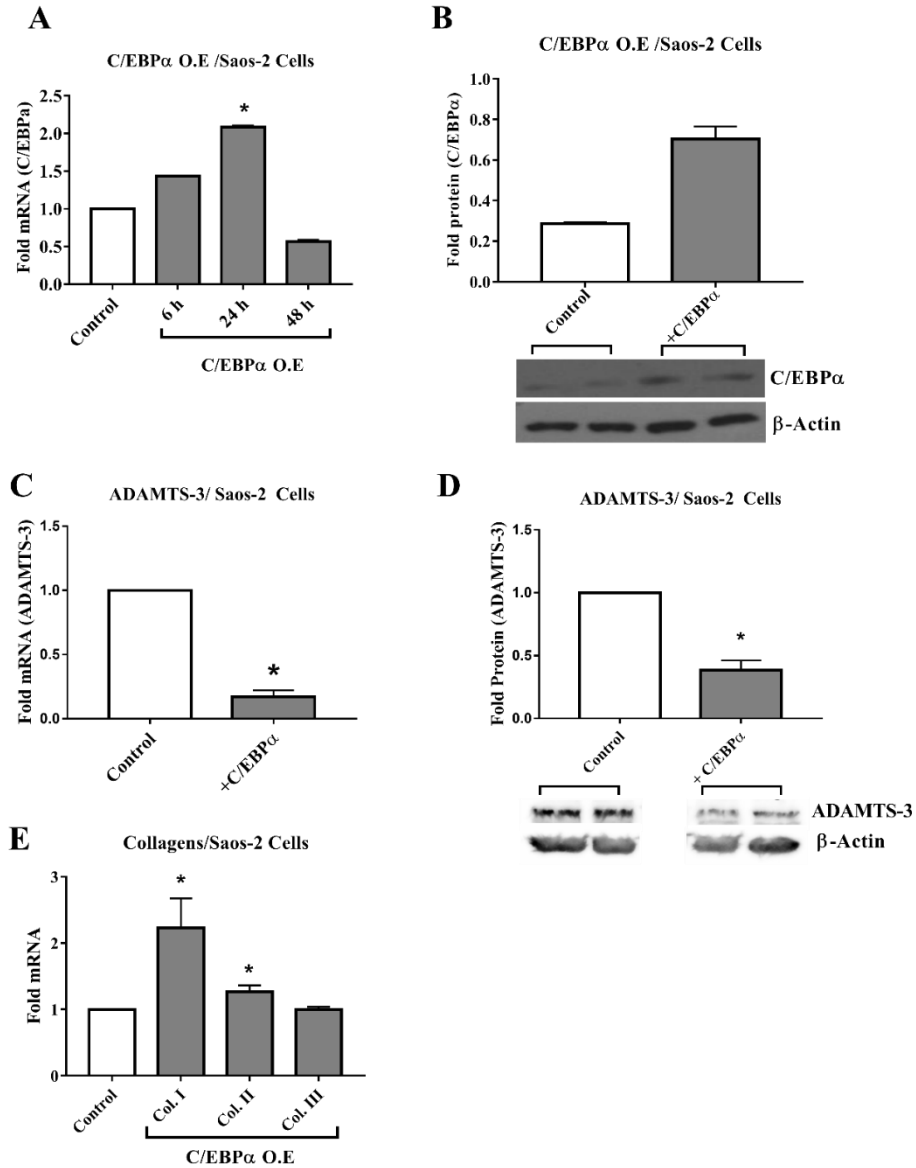 A
C/EBPα O.E /Saos-2 Cells
Fold mRNA (C/EBPa)
2.5
2.0
1.5
1.0
0.5
0.0
*
Control
6 h
24 h
48 h
C/EBPα O.E
B
C/EBPα O.E /Saos-2 Cells
Fold protein (C/EBPα)
1.0
0.8
0.6
0.4
0.2
0.0
Control
+C/EBPα
C/EBPα
β-Actin
C
ADAMTS-3/ Saos-2 Cells
Fold mRNA (ADAMTS-3)
1.5
1.0
0.5
0.0
*
Control
+C/EBPα
D
ADAMTS-3/ Saos-2 Cells
Fold Protein (ADAMTS-3)
1.5
1.0
0.5
0.0
*
Control
+ C/EBPα
ADAMTS-3
β-Actin
E
Collagens/Saos-2 Cells
Fold mRNA
3
2
1
0
*
*
Control
Col. I
Col. II
Col. III
C/EBPα O.E